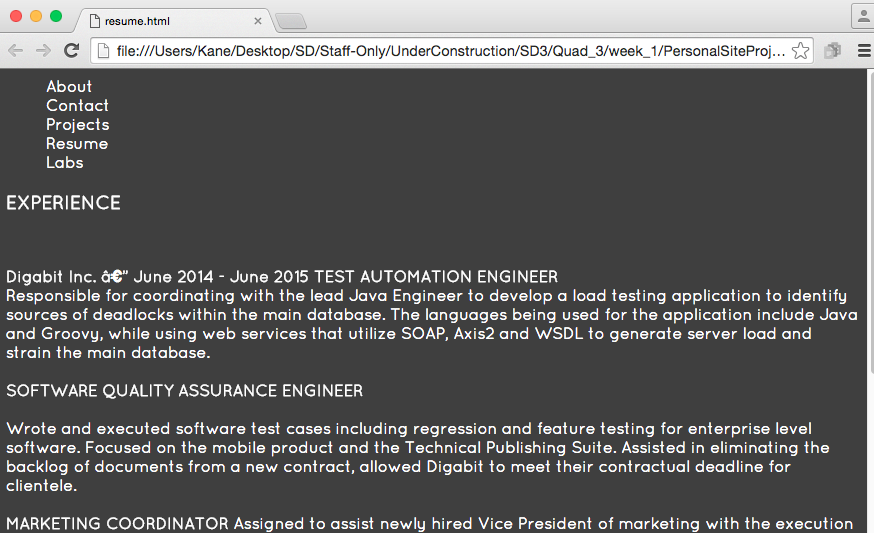 resume.html
file:///Users/Kane/Desktop/SD/Staff-Only/UnderConstruction/SD3/Quad_3/week_1/PersonalSiteProj...
About
Contact
Projects
Resume
Labs
EXPERIENCE
Digabit Inc. â€” June 2014 - June 2015 TEST AUTOMATION ENGINEER
Responsible for coordinating with the lead Java Engineer to develop a load testing application to identify
sources of deadlocks within the main database. The languages being used for the application include Java
and Groovy, while using web services that utilize SOAP, Axis2 and WSDL to generate server load and
strain the main database.
SOFTWARE QUALITY ASSURANCE ENGINEER
Wrote and executed software test cases including regression and feature testing for enterprise level
software. Focused on the mobile product and the Technical Publishing Suite. Assisted in eliminating the
backlog of documents from a new contract, allowed Digabit to meet their contractual deadline for
clientele.
MARKETING COORDINATOR Assigned to assist newly hired Vice President of marketing with the execution